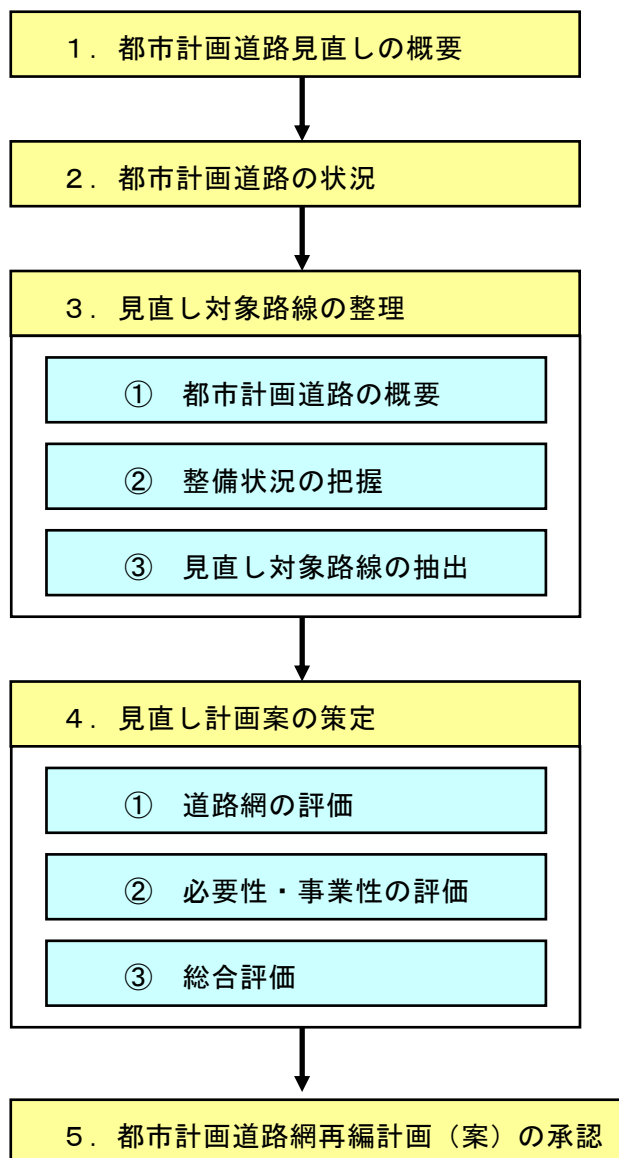 １．都市計画道路見直しの概要
２．都市計画道路の状況
３．見直し対象路線の整理
①　都市計画道路の概要
②　整備状況の把握
③　見直し対象路線の抽出
４．見直し計画案の策定
①　道路網の評価
②　必要性・事業性の評価
③　総合評価
５．都市計画道路網再編計画（案）の承認